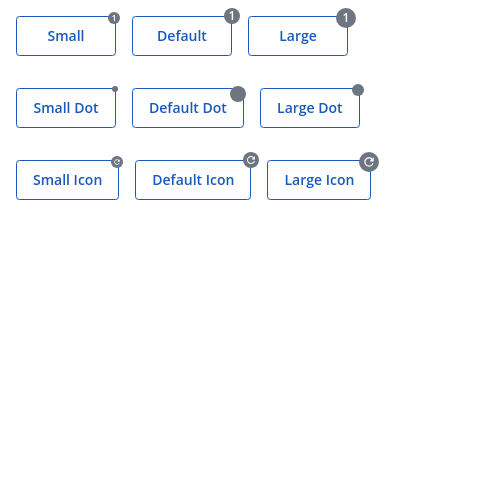 Small 1 Default 1 Large 1
Small Dot Default Dot Large Dot
Small Icon Default Icon Large Icon